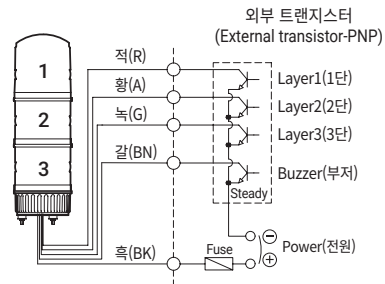 외부 트랜지스터
(External transistor-PNP)
적(R)
황(A)
녹(G)
갈(BN)
흑(BK)
1
2
3
Layer1(1단)
Layer2(2단)
Layer3(3단)
Buzzer(부저)
Steady
Fuse
Power(전원)